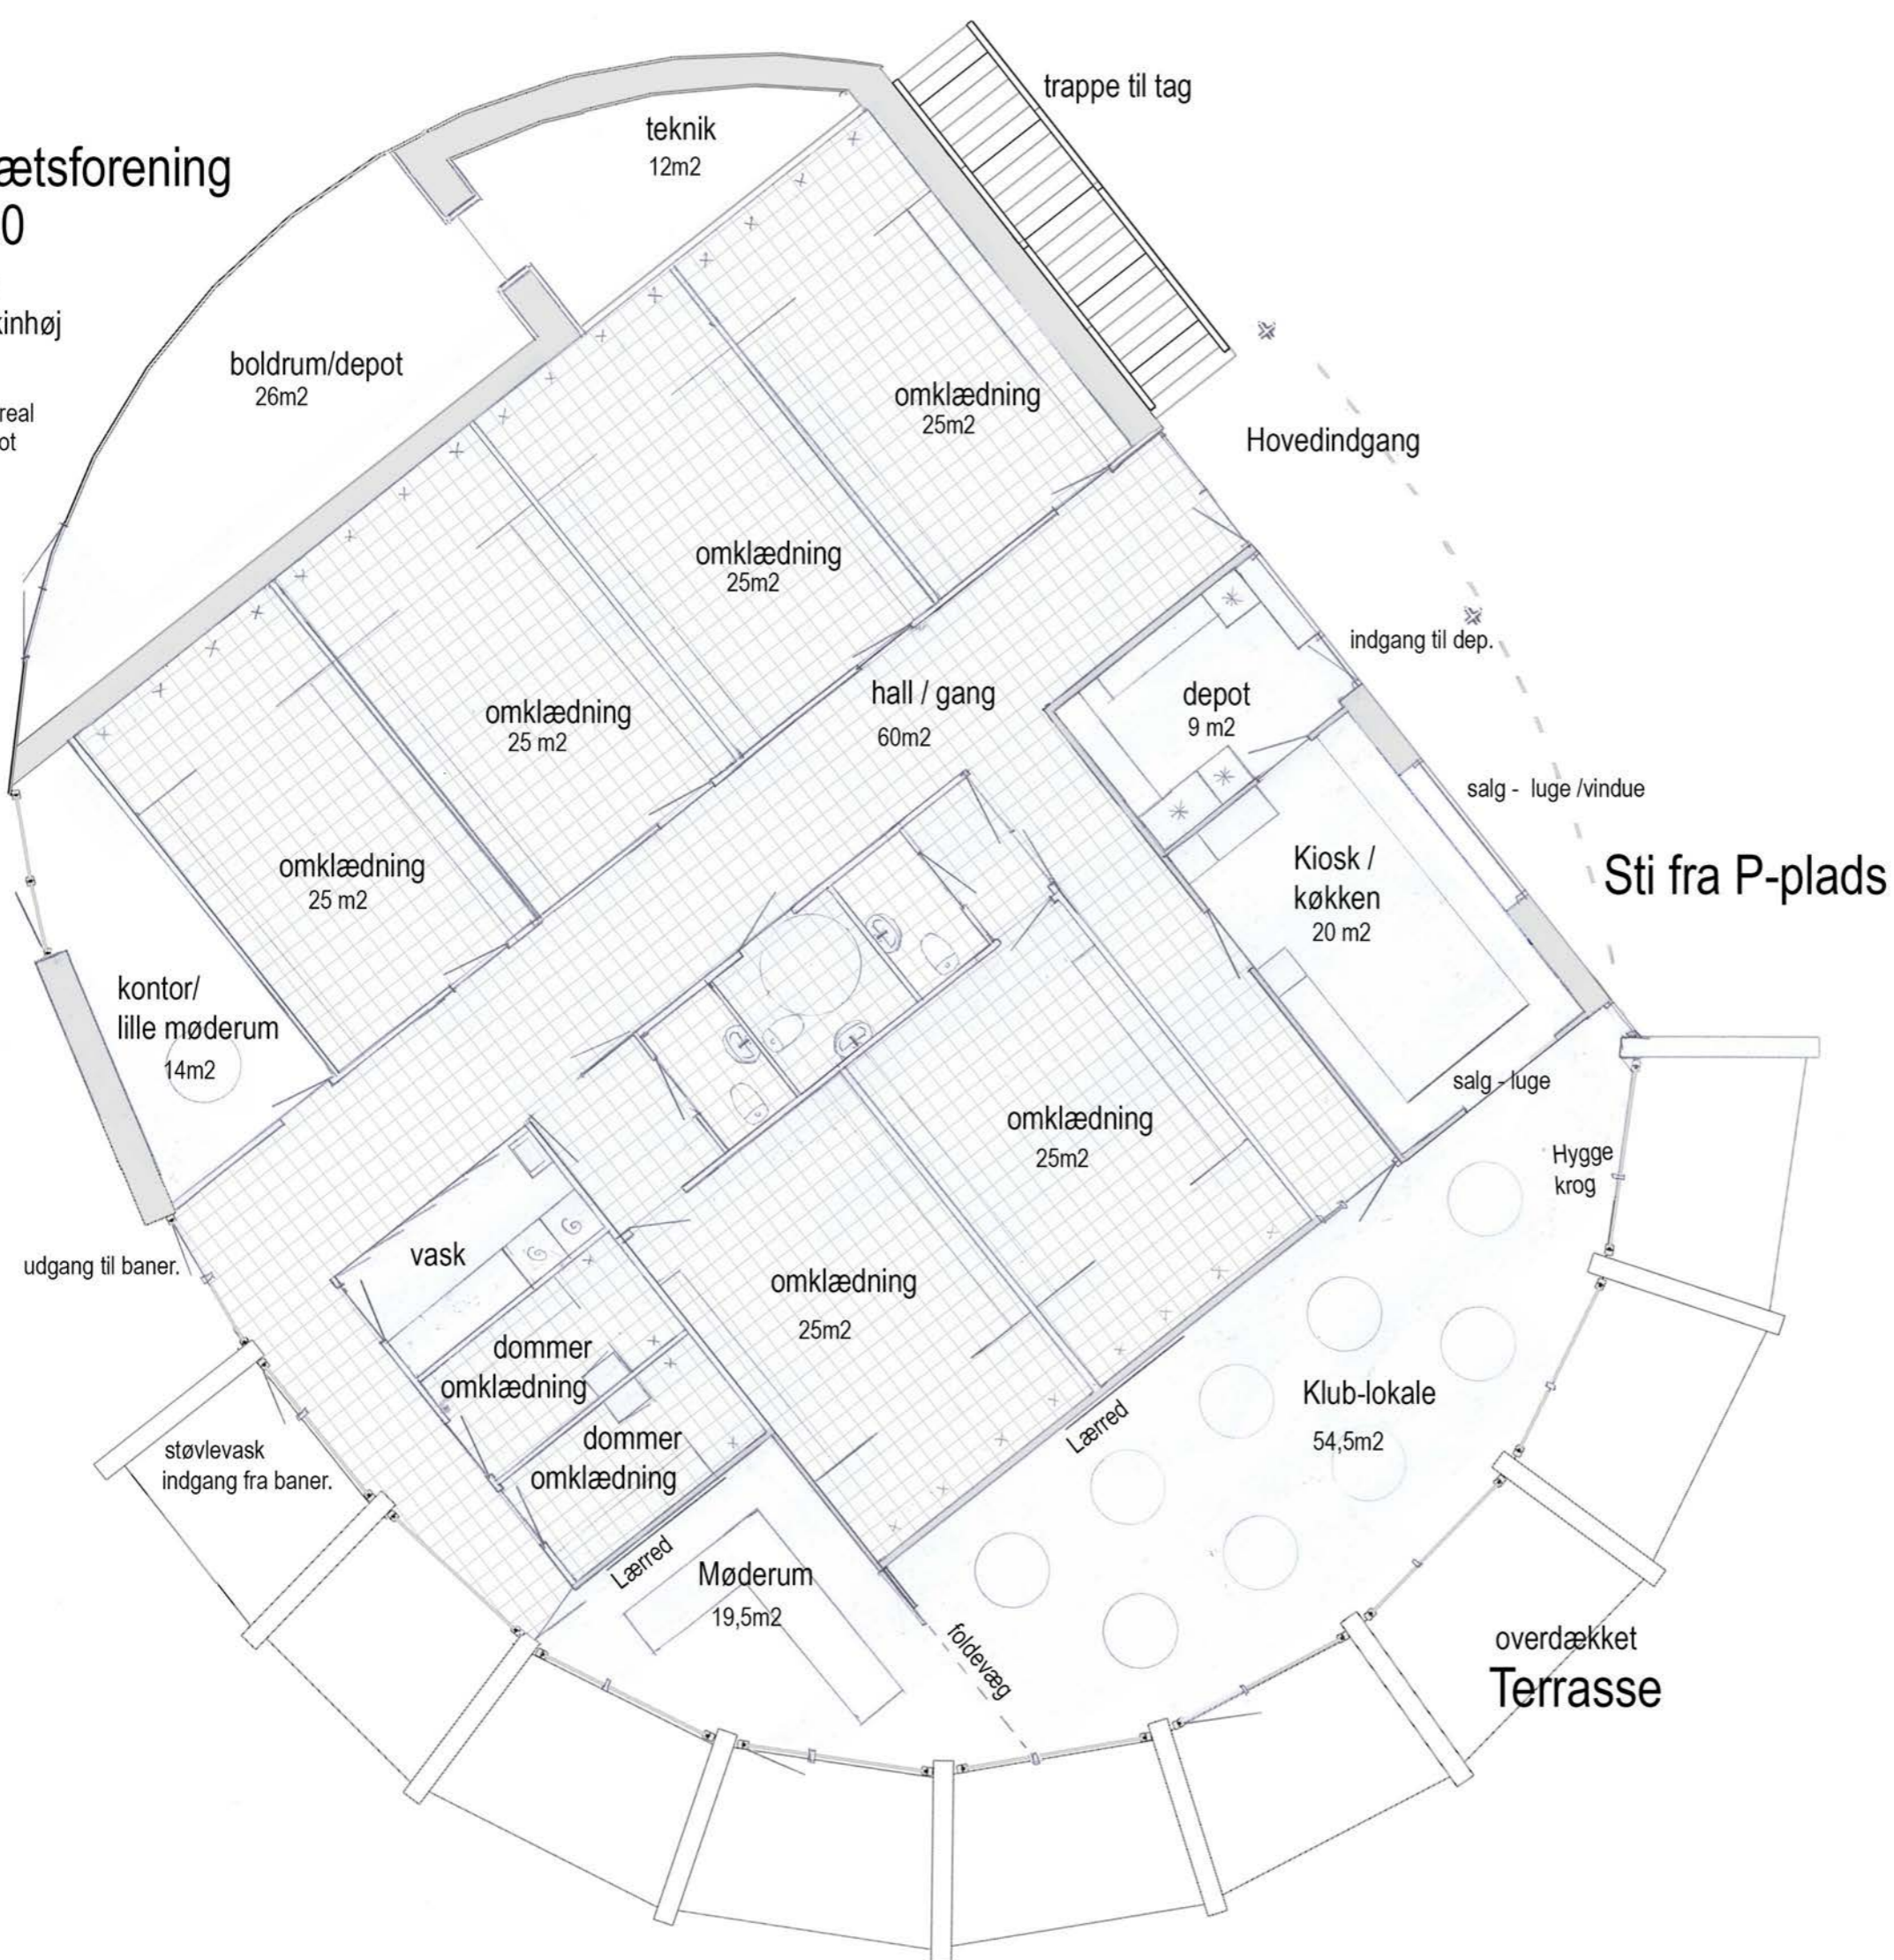 trappe til tag
teknik
12m2
ætsforening
0
inhøj
boldrum/depot
26m2
real
ot
omklædning
25m2
Hovedindgang
omklædning
25m2
indgang til dep.
hall / gang
60m2
depot
9 m2
omklædning
25 m2
salg - luge /vindue
omklædning
25 m2
Kiosk /
køkken
20 m2
Sti fra P-plads
kontor/
lille møderum
14m2
salg - luge
omklædning
25m2
Hygge
krog
udgang til baner.
vask
omklædning
25m2
dommer
omklædning
Klub-lokale
54,5m2
Lærred
dommer
omklædning
støvlevask
indgang fra baner.
Lærred
Møderum
19,5m2
foldevæg
overdækket
Terrasse